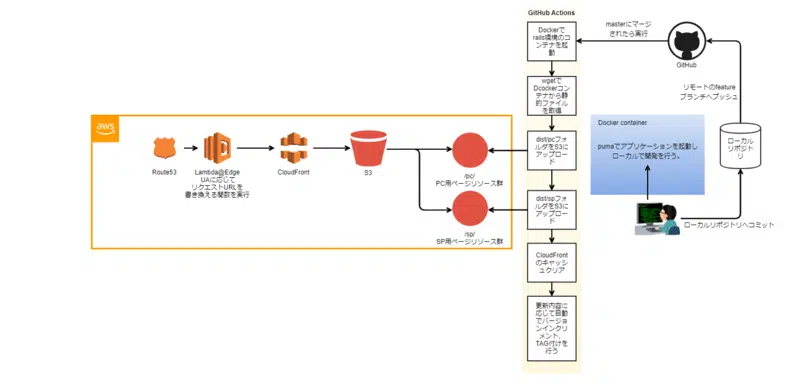 GitHub Actions
Dockerで
rails環境のコ
ンテナを起
動
masterにマージ
されたら実行
GitHub
wgetで
Dcockerコン
テナから静
的ファイル
を取得
リモートのfeature
ブランチへプッシュ
aws
Route53
Lambda@Edge
UAに応じて
リクエストURLを
書き換える関数を実行
CloudFront
S3
/pc/
PC用ページリソース群
/sp/
SP用ページリソース群
dist/pcフォ
ルダをS3に
アップロー
ド
dist/spフォ
ルダをS3に
アップロー
ド
CloudFront
のキャッシ
ュクリア
更新内容に
応じて自動
でバージョ
ンインクリ
メント、
TAG付けを
行う
Docker container
pumaでアプリケーションを起動し
ローカルで開発を行う。
ローカル
リポジト
リ
ローカルリポジトリへコミット